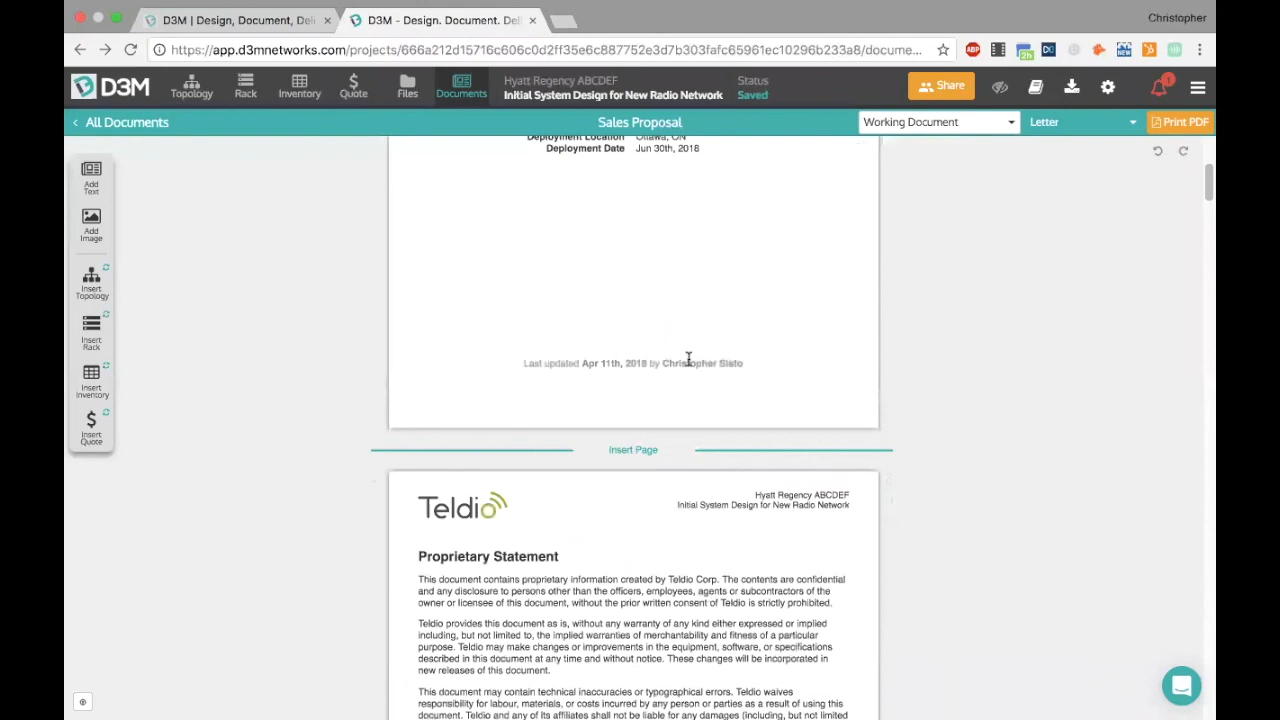 D3M | Design, Document, Del
D3M - Design. Document. Deli
Christopher
https://app.d3mnetworks.com/projects/666a212d15716c606c0d2ff35e6c887752e3d7b303fafc65961ec10296b233a8/docume...
ABP
2h
NEW
D3M
Topology
Rack
Inventory
Quote
Files
Documents
Hyatt Regency ABCDEF
Initial System Design for New Radio Network
Status
Saved
Share
1
All Documents
Sales Proposal
Working Document
Letter
Print PDF
Add Text
Add Image
Insert Topology
Insert Rack
Insert Inventory
Insert Quote
Deployment Location Ottawa, ON
Deployment Date Jun 30th, 2018
Last updated Apr 11th, 2018 by Christopher Sisto
Insert Page
Teldio
Hyatt Regency ABCDEF
Initial System Design for New Radio Network
Proprietary Statement
This document contains proprietary information created by Teldio Corp. The contents are confidential
and any disclosure to persons other than the officers, employees, agents or subcontractors of the
owner or licensee of this document, without the prior written consent of Teldio is strictly prohibited.
Teldio provides this document as is, without any warranty of any kind either expressed or implied
including, but not limited to, the implied warranties of merchantability and fitness of a particular
purpose. Teldio may make changes or improvements in the equipment, software, or specifications
described in this document at any time and without notice. These changes will be incorporated in
new releases of this document.
This document may contain technical inaccuracies or typographical errors. Teldio waives
responsibility for labour, materials, or costs incurred by any person or parties as a result of using this
document. Teldio and any of its affiliates shall not be liable for any damages (including, but not limited